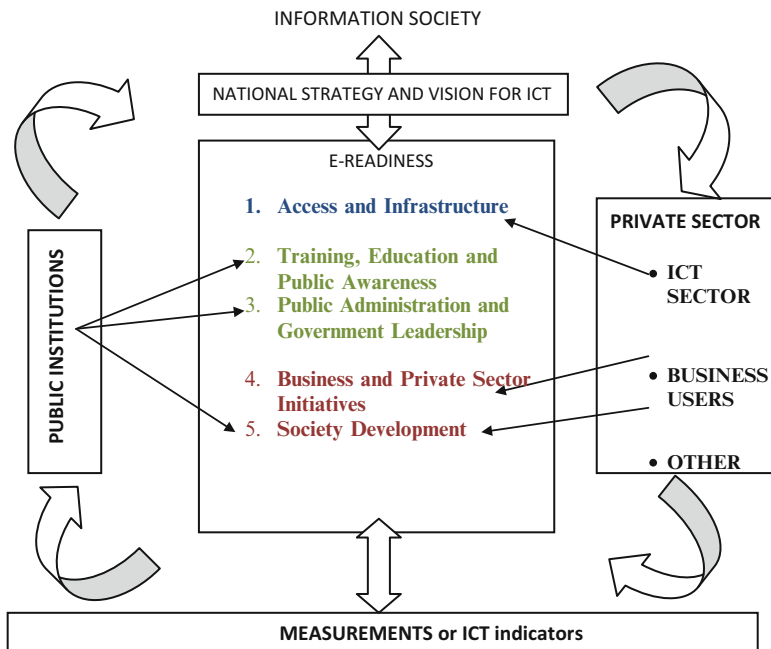 INFORMATION SOCIETY
NATIONAL STRATEGY AND VISION FOR ICT
E-READINESS
1. Access and Infrastructure
2. Training, Education and
Public Awareness
3. Public Administration and
Government Leadership
4. Business and Private Sector
Initiatives
5. Society Development
PUBLIC INSTITUTIONS
PRIVATE SECTOR
• ICT
SECTOR
• BUSINESS
USERS
• OTHER
MEASUREMENTS or ICT indicators